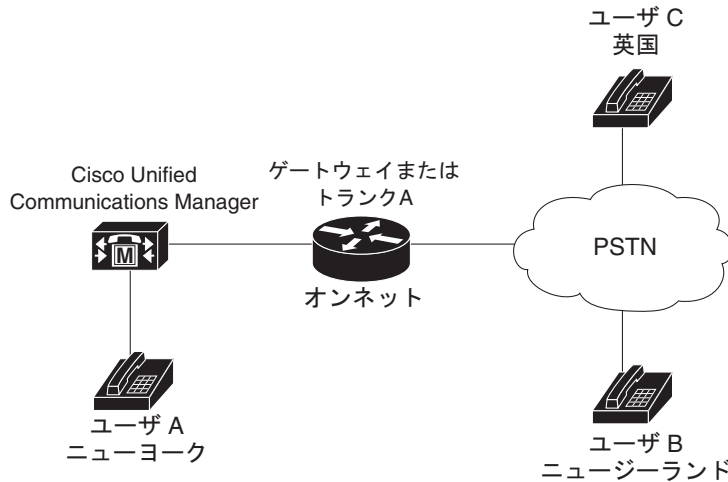 ユーザ C
英国
Cisco Unified
Communications Manager
ゲートウェイまたは
トランクA
M
PSTN
オンネット
ユーザ A
ニューヨーク
ユーザ B
ニュージーランド